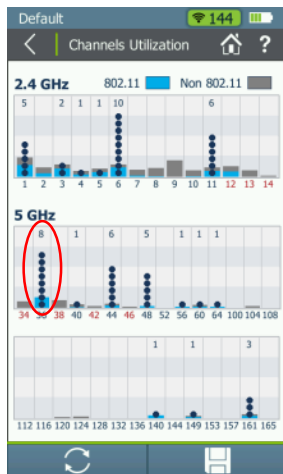 Default 144
Channels Utilization ?
2.4 GHz 802.11 Non 802.11
5 2 1 1 10 6
1 2 3 4 5 6 7 8 9 10 11 12 13 14
5 GHz
8 1 6 5 1 1 1
34 36 38 40 42 44 46 48 52 56 60 64 100 104 108
1 1 3
112 116 120 124 128 132 136 140 144 149 153 157 161 165